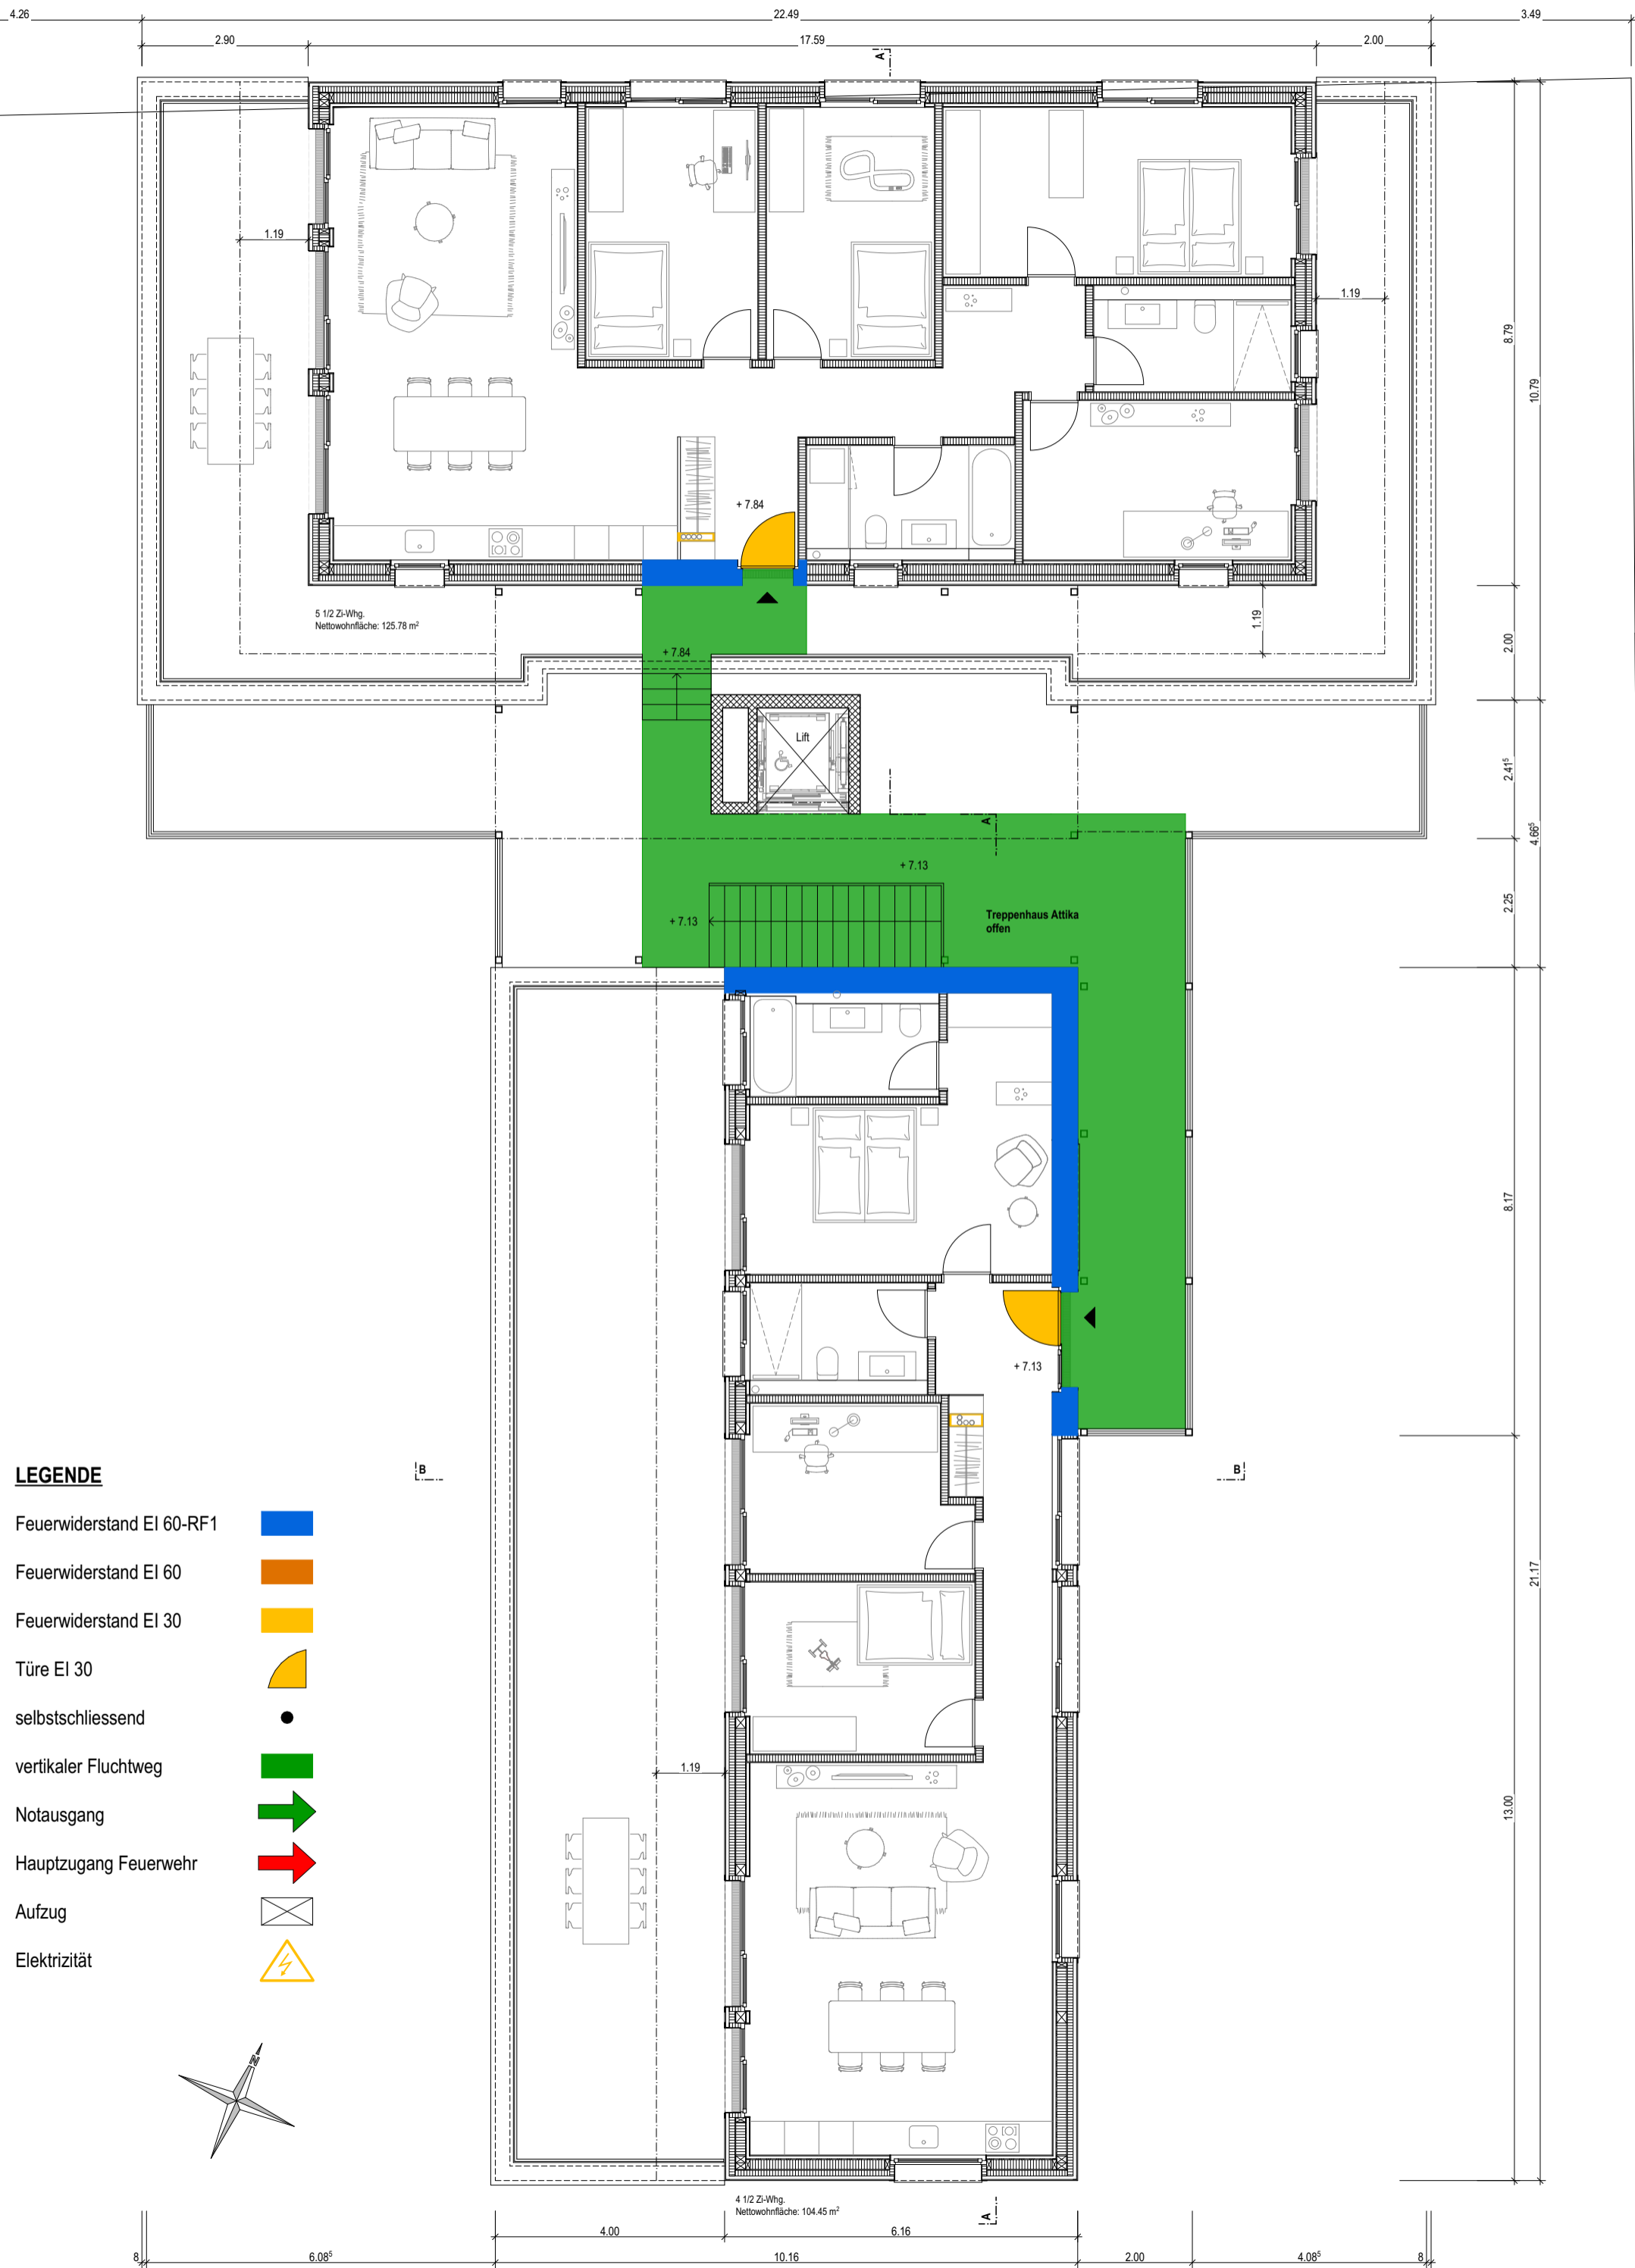 4.26
22.49
3.49
2.90
17.59
2.00
A
1.19
1.19
8.79
10.79
+ 7.84
5 1/2 Zi-Whg.
Nettowohnfläche: 125.78 m²
1.19
2.00
+ 7.84
Lift
2.41⁵
4.66⁵
A
+ 7.13
2.25
+ 7.13
Treppenhaus Attika
offen
8.17
+ 7.13
B
B
LEGENDE
Feuerwiderstand EI 60-RF1
Feuerwiderstand EI 60
Feuerwiderstand EI 30
Türe EI 30
selbstschliessend
vertikaler Fluchtweg
Notausgang
Hauptzugang Feuerwehr
Aufzug
Elektrizität
21.17
1.19
13.00
N
4 1/2 Zi-Whg.
Nettowohnfläche: 104.45 m²
A
4.00
6.16
8
6.08⁵
10.16
2.00
4.08⁵
8